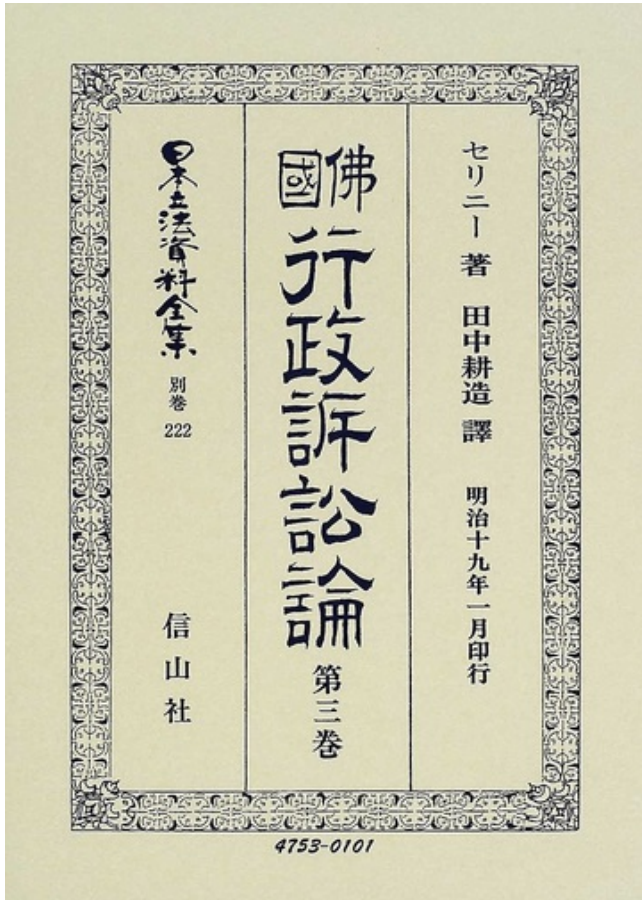 セリニー 著 田中耕造 譯 明治十九年一月印行
佛國 行政訴訟論 第三巻
日本立法資料全集 別巻 222 信山社
4753-0101